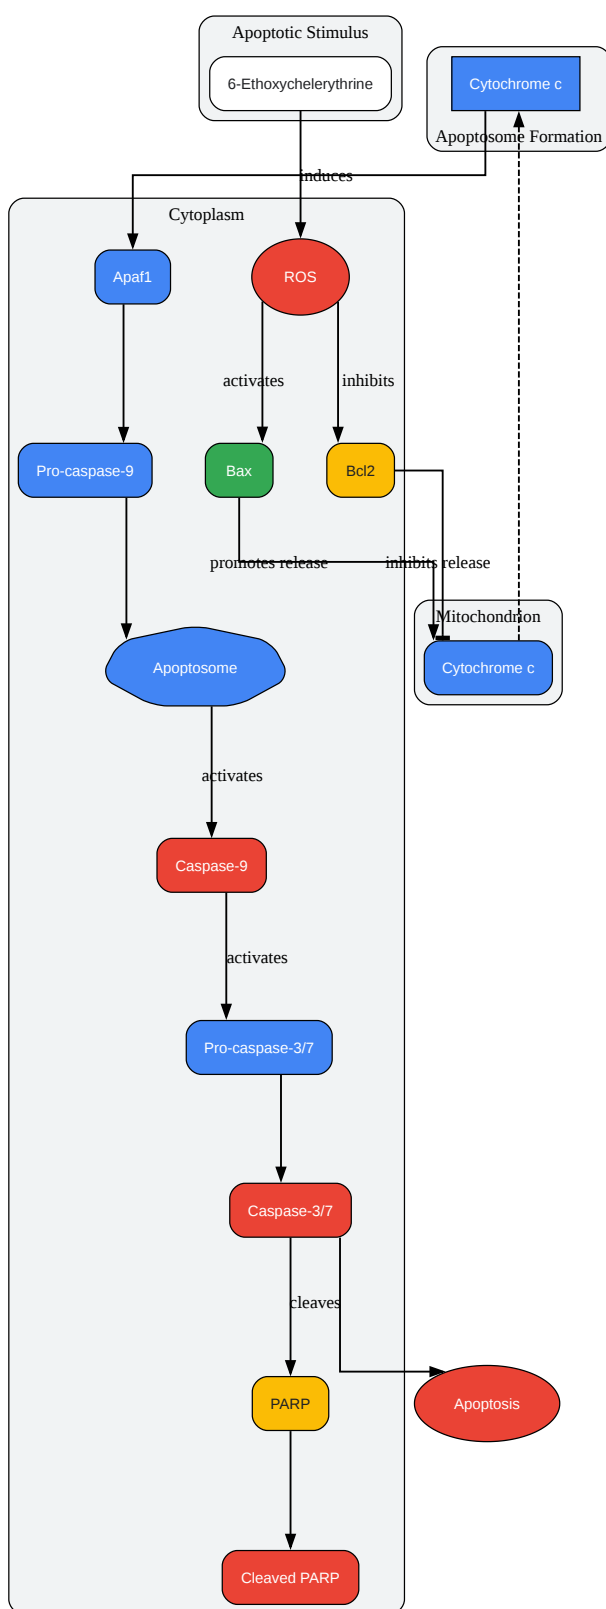 Apoptotic Stimulus
6-Ethoxychelerythrine
Cytochrome c
Apoptosome Formation
induces
Cytoplasm
Apaf1
ROS
activates
inhibits
Pro-caspase-9
Bax
Bcl2
promotes release
inhibits release
Mitochondrion
Apoptosome
Cytochrome c
activates
Caspase-9
activates
Pro-caspase-3/7
Caspase-3/7
cleaves
PARP
Apoptosis
Cleaved PARP